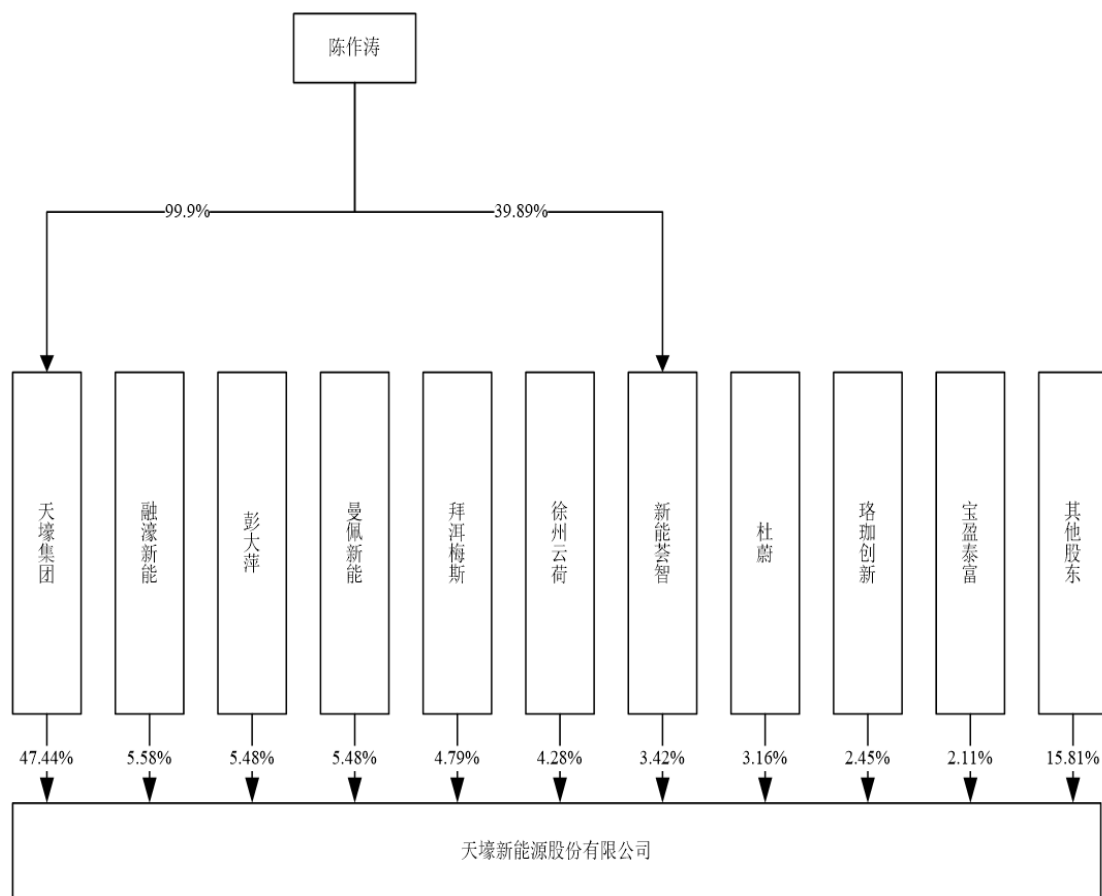 陈作涛
99.9%
39.89%
天壕集团
融濠新能
彭大萍
曼佩新能
拜洱梅斯
徐州云荷
新能荟智
杜蔚
珞珈创新
宝盈泰富
其他股东
47.44%
5.58%
5.48%
5.48%
4.79%
4.28%
3.42%
3.16%
2.45%
2.11%
15.81%
天壕新能源股份有限公司